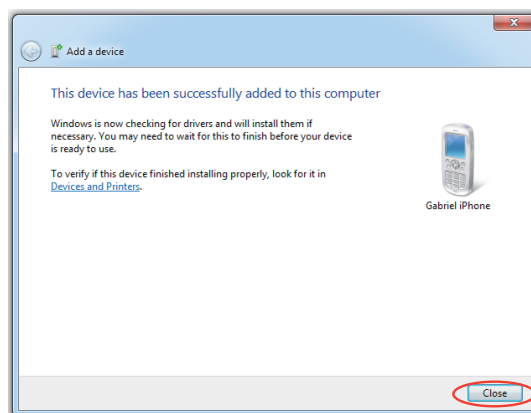 Add a device
This device has been successfully added to this computer
Windows is now checking for drivers and will install them if
necessary. You may need to wait for this to finish before your device
is ready to use.
To verify if this device finished installing properly, look for it in
Devices and Printers.
Gabriel iPhone
Close